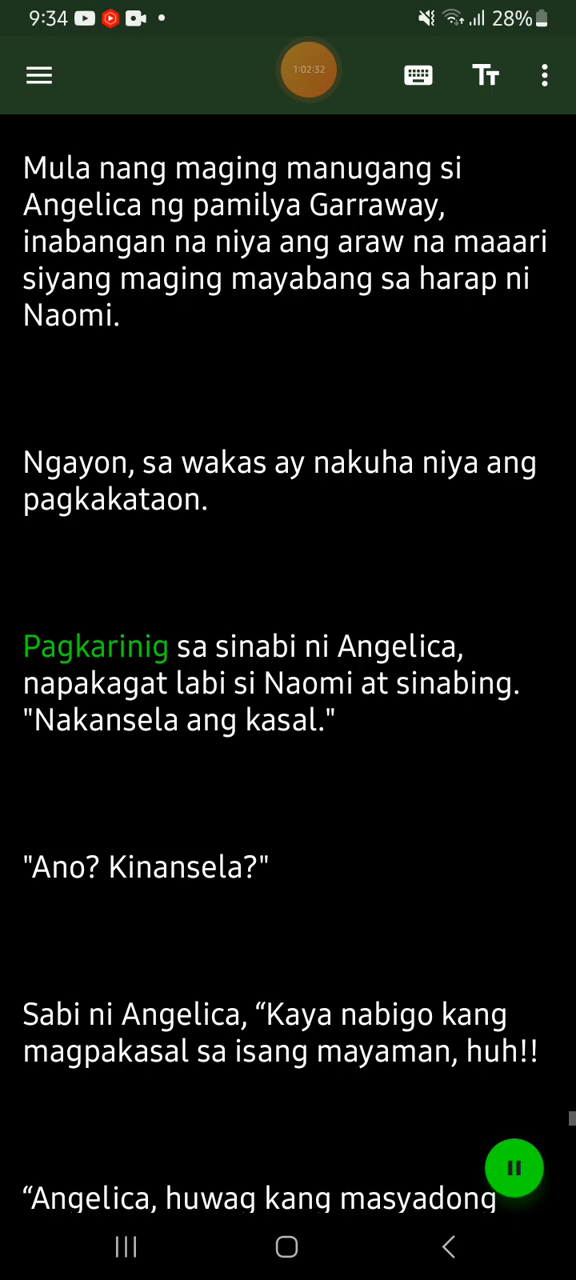 9:34
28%
1:02:32
Mula nang maging manugang si
Angelica ng pamilya Garraway,
inabangan na niya ang araw na maaari
siyang maging mayabang sa harap ni
Naomi.
Ngayon, sa wakas ay nakuha niya ang
pagkakataon.
Pagkarinig sa sinabi ni Angelica,
napakagat labi si Naomi at sinabing.
"Nakansela ang kasal."
"Ano? Kinansela?"
Sabi ni Angelica, “Kaya nabigo kang
magpakasal sa isang mayaman, huh!!
“Angelica, huwag kang masyadong